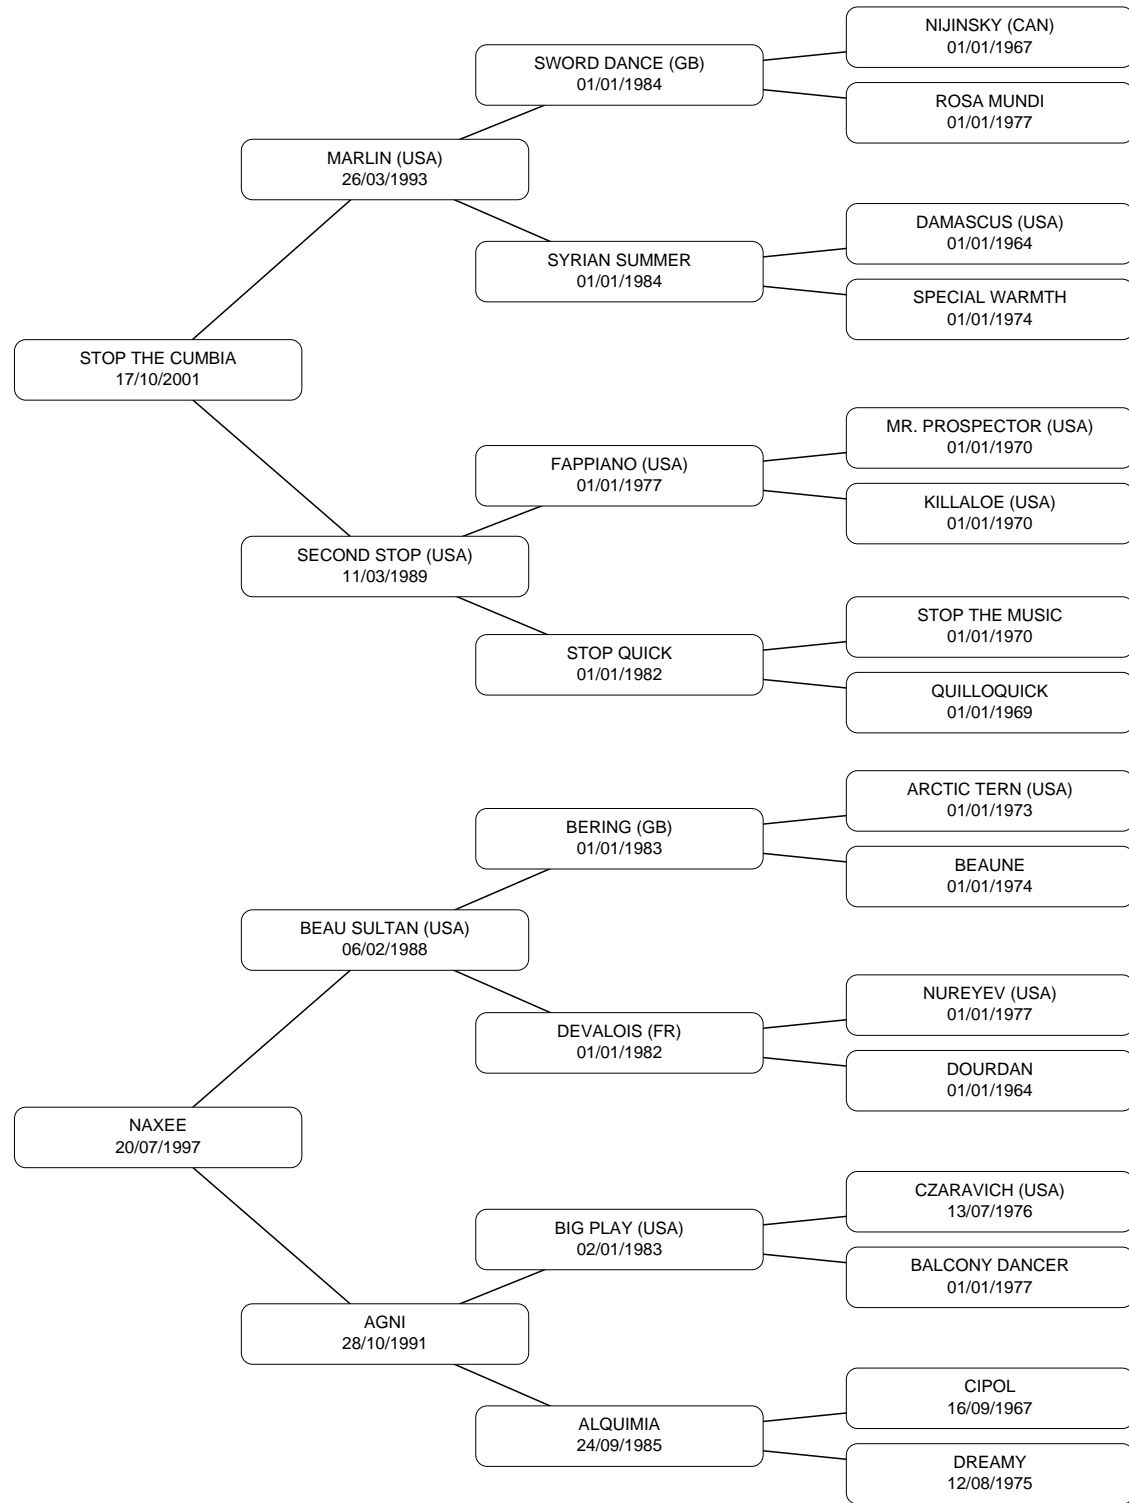 NIJINSKY (CAN)
01/01/1967
SWORD DANCE (GB)
01/01/1984
ROSA MUNDI
01/01/1977
MARLIN (USA)
26/03/1993
DAMASCUS (USA)
01/01/1964
SYRIAN SUMMER
01/01/1984
SPECIAL WARMTH
01/01/1974
STOP THE CUMBIA
17/10/2001
MR. PROSPECTOR (USA)
01/01/1970
FAPPIANO (USA)
01/01/1977
KILLALOE (USA)
01/01/1970
SECOND STOP (USA)
11/03/1989
STOP THE MUSIC
01/01/1970
STOP QUICK
01/01/1982
QUILLOQUICK
01/01/1969
ARCTIC TERN (USA)
01/01/1973
BERING (GB)
01/01/1983
BEAUNE
01/01/1974
BEAU SULTAN (USA)
06/02/1988
NUREYEV (USA)
01/01/1977
DEVALOIS (FR)
01/01/1982
DOURDAN
01/01/1964
NAXEE
20/07/1997
CZARAVICH (USA)
13/07/1976
BIG PLAY (USA)
02/01/1983
BALCONY DANCER
01/01/1977
AGNI
28/10/1991
CIPOL
16/09/1967
ALQUIMIA
24/09/1985
DREAMY
12/08/1975